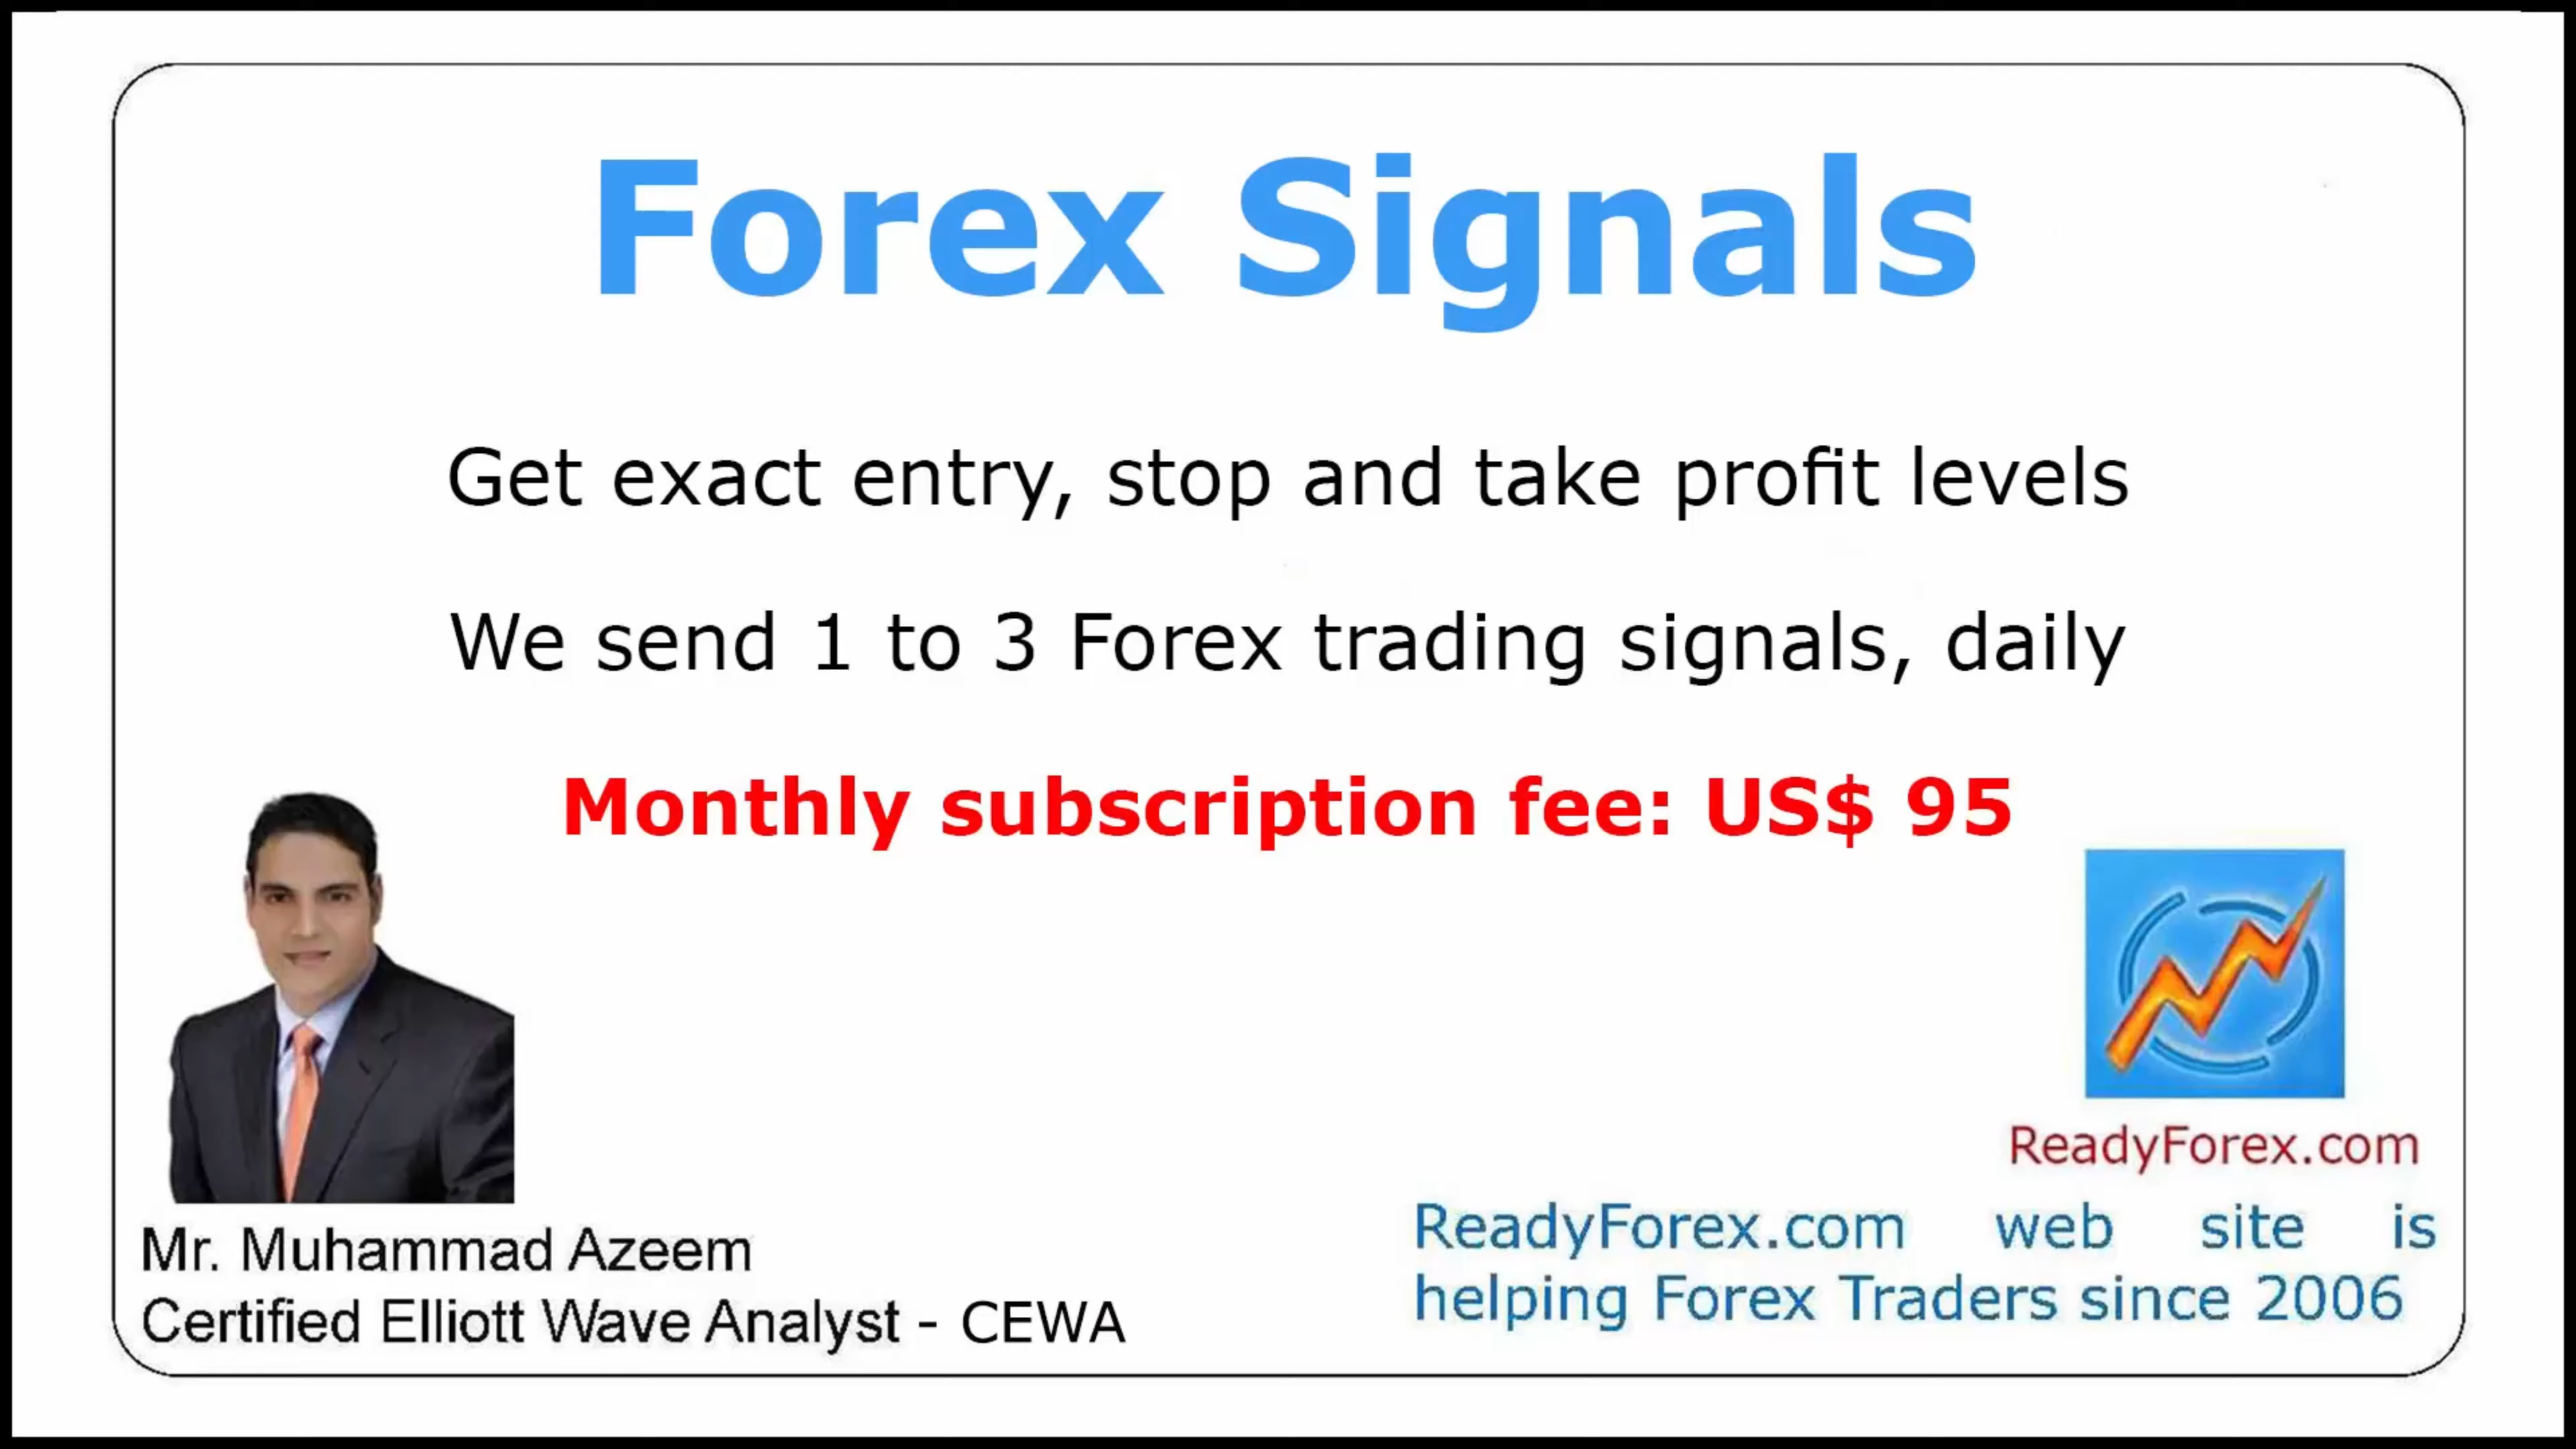 Forex Signals
Get exact entry, stop and take profit levels
We send 1 to 3 Forex trading signals, daily
Monthly subscription fee: US$ 95
ReadyForex.com
Mr. Muhammad Azeem
Certified Elliott Wave Analyst - CEWA
ReadyForex.com web site is
helping Forex Traders since 2006